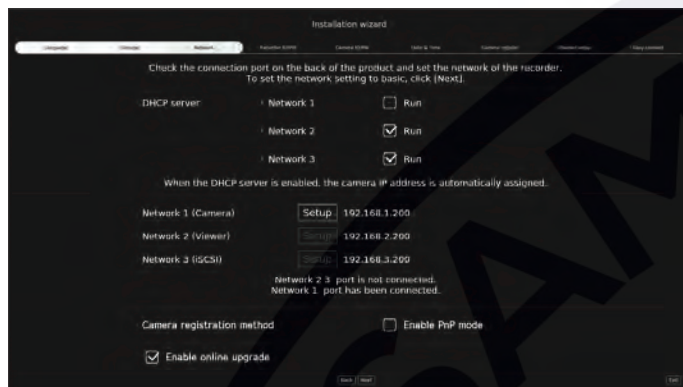 Installation wizard
Language
Network
Date & Time
Check the connection port on the back of the product and set the network of the recorder.
To set the network setting to basic, click [Next].
DHCP server
Network 1
Run
Network 2
Run
Network 3
Run
When the DHCP server is enabled, the camera IP address is automatically assigned.
Network 1 (Camera) Setup 192.168.1.200
Network 2 (Viewer) Setup 192.168.2.200
Network 3 (iSCSI) Setup 192.168.3.200
Network 2 3 port is not connected.
Network 1 port has been connected.
Camera registration method
Enable PnP mode
Enable online upgrade
Back
Next
Exit
SAM